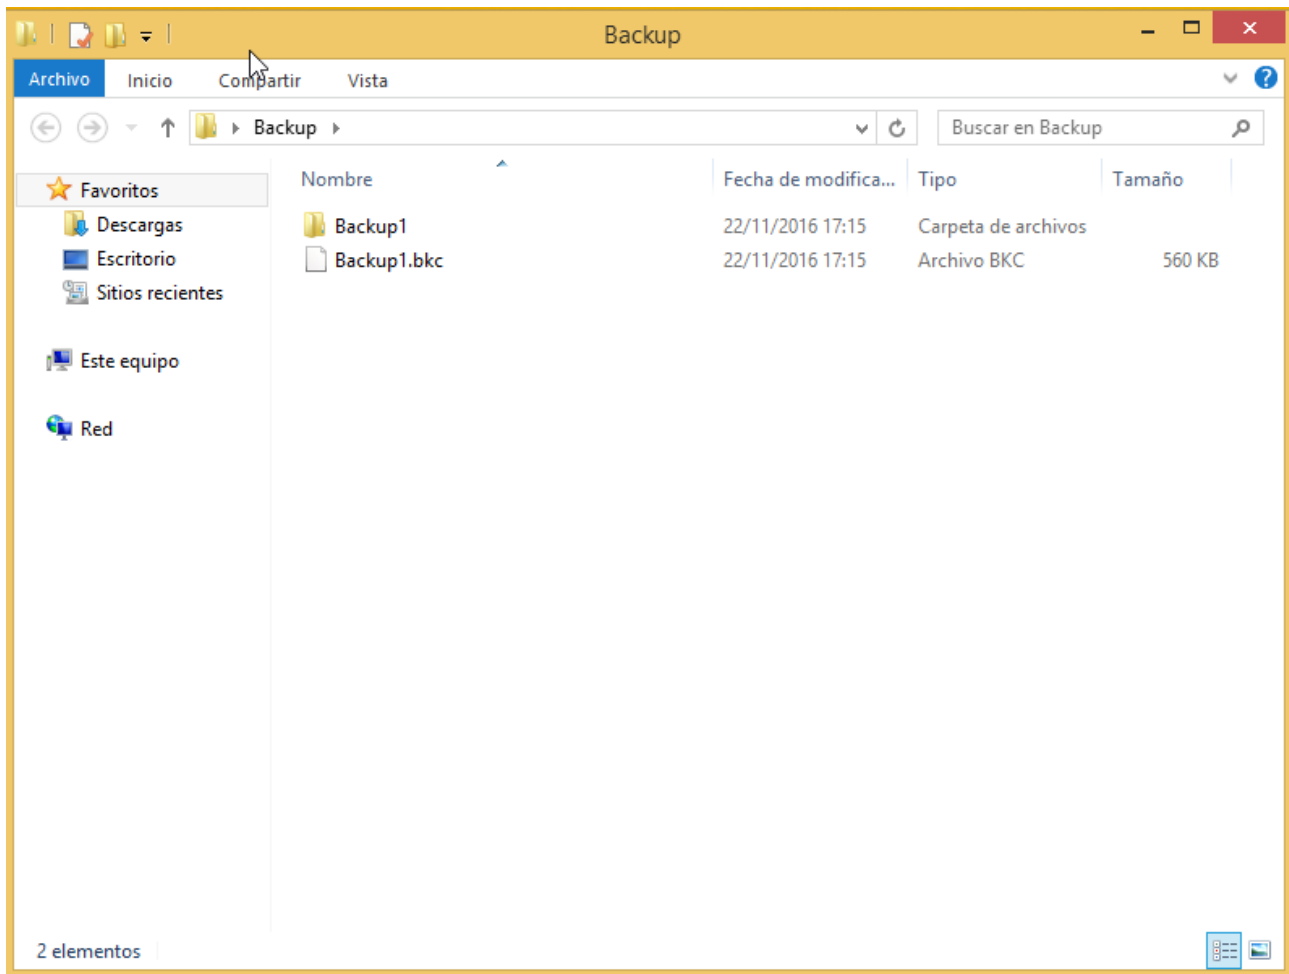 Backup
Archivo Inicio Compartir Vista
Backup Buscar en Backup
Nombre Fecha de modifica... Tipo Tamaño
Favoritos
Descargas
Escritorio
Sitios recientes
Este equipo
Red
Backup1 22/11/2016 17:15 Carpeta de archivos
Backup1.bkc 22/11/2016 17:15 Archivo BKC 560 KB
2 elementos